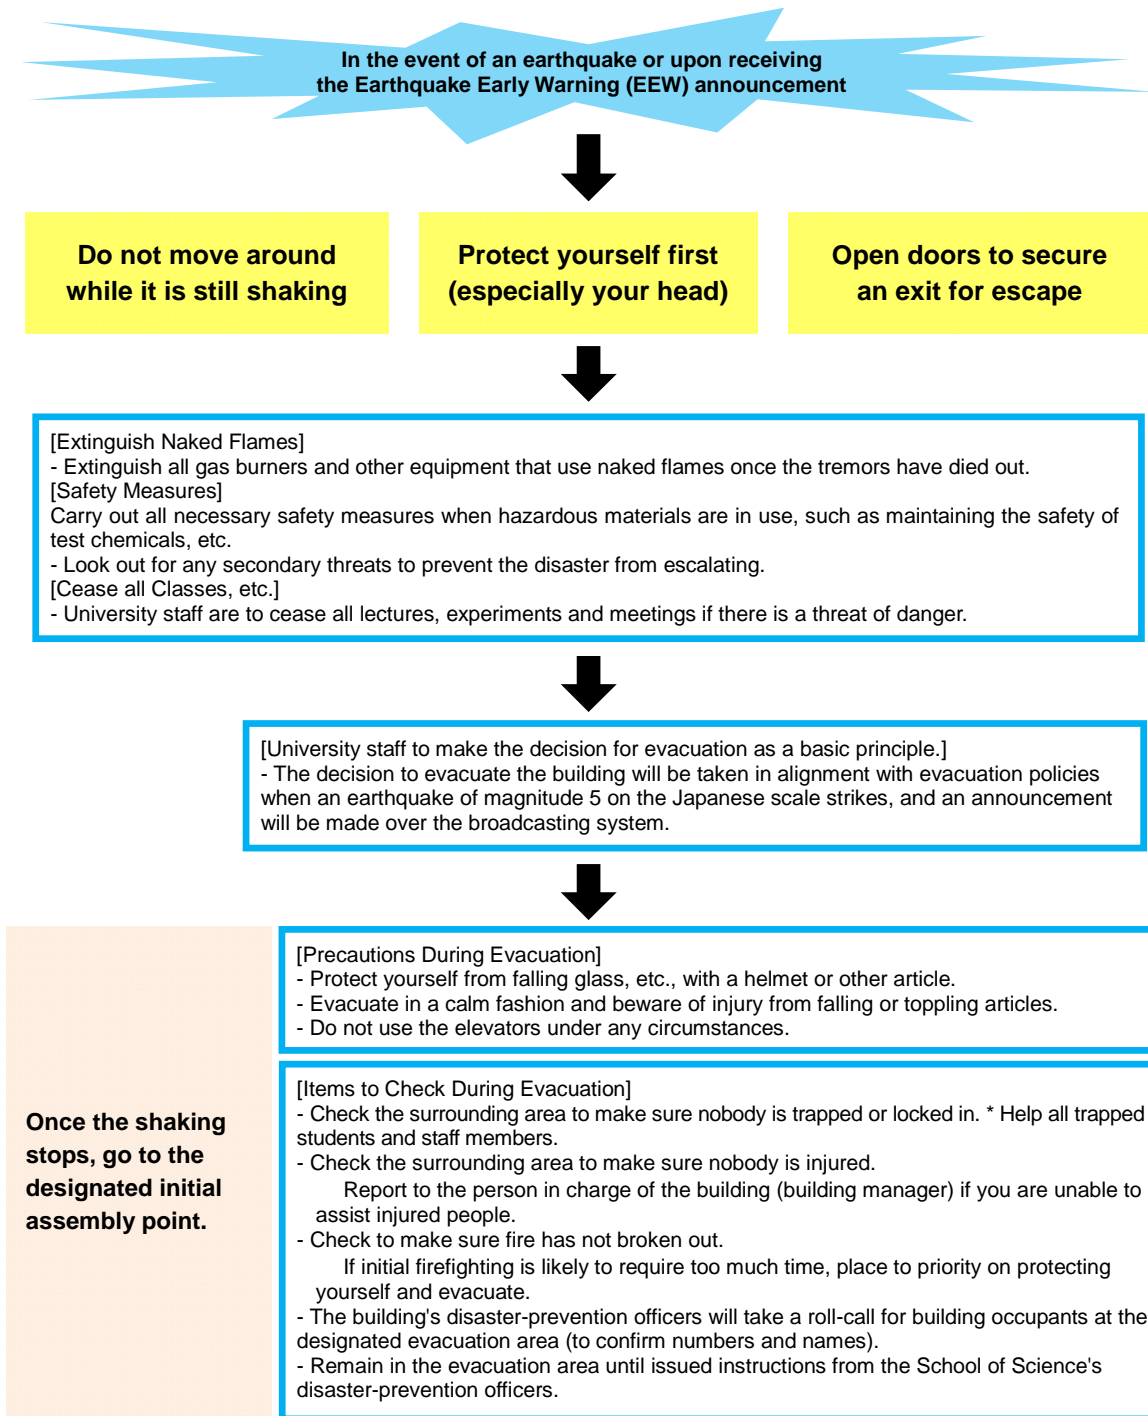 In the event of an earthquake or upon receiving
the Earthquake Early Warning (EEW) announcement
Do not move around
while it is still shaking
Protect yourself first
(especially your head)
Open doors to secure
an exit for escape
[Extinguish Naked Flames]
- Extinguish all gas burners and other equipment that use naked flames once the tremors have died out.
[Safety Measures]
Carry out all necessary safety measures when hazardous materials are in use, such as maintaining the safety of
test chemicals, etc.
- Look out for any secondary threats to prevent the disaster from escalating.
[Cease all Classes, etc.]
- University staff are to cease all lectures, experiments and meetings if there is a threat of danger.
[University staff to make the decision for evacuation as a basic principle.]
- The decision to evacuate the building will be taken in alignment with evacuation policies
when an earthquake of magnitude 5 on the Japanese scale strikes, and an announcement
will be made over the broadcasting system.
Once the shaking
stops, go to the
designated initial
assembly point.
[Precautions During Evacuation]
- Protect yourself from falling glass, etc., with a helmet or other article.
- Evacuate in a calm fashion and beware of injury from falling or toppling articles.
- Do not use the elevators under any circumstances.
[Items to Check During Evacuation]
- Check the surrounding area to make sure nobody is trapped or locked in. * Help all trapped
students and staff members.
- Check the surrounding area to make sure nobody is injured.
Report to the person in charge of the building (building manager) if you are unable to
assist injured people.
- Check to make sure fire has not broken out.
If initial firefighting is likely to require too much time, place to priority on protecting
yourself and evacuate.
- The building's disaster-prevention officers will take a roll-call for building occupants at the
designated evacuation area (to confirm numbers and names).
- Remain in the evacuation area until issued instructions from the School of Science's
disaster-prevention officers.